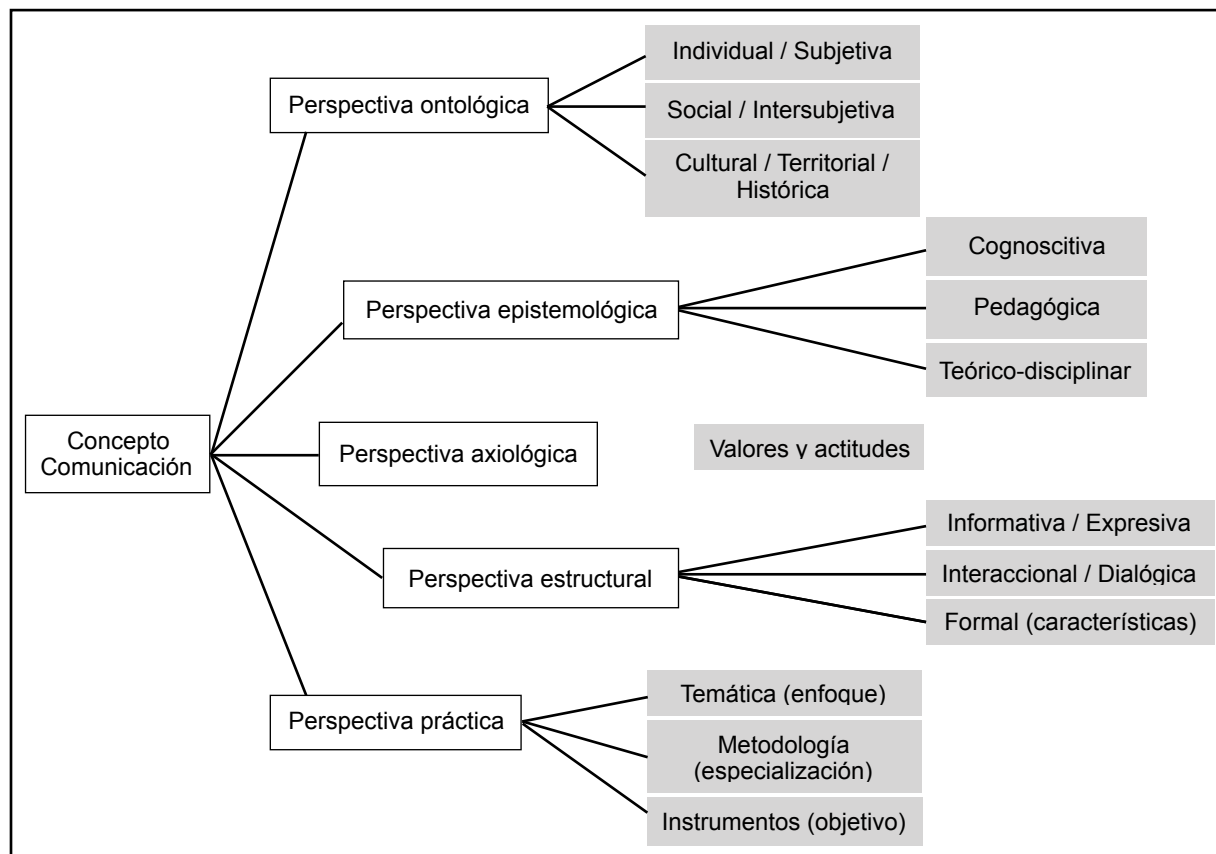 Individual / Subjetiva
Perspectiva ontológica
Social / Intersubjetiva
Cultural / Territorial /
Histórica
Cognoscitiva
Perspectiva epistemológica
Pedagógica
Teórico-disciplinar
Concepto
Comunicación
Perspectiva axiológica
Valores y actitudes
Informativa / Expresiva
Perspectiva estructural
Interaccional / Dialógica
Formal (características)
Temática (enfoque)
Perspectiva práctica
Metodología
(especialización)
Instrumentos (objetivo)